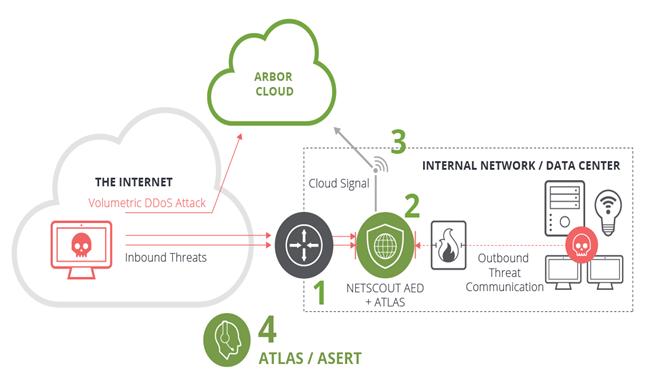 ARBOR
CLOUD
3
INTERNAL NETWORK / DATA CENTER
THE INTERNET
Volumetric DDoS Attack
Cloud Signal
2
Inbound Threats
Outbound
Threat
Communication
1
NETSCOUT AED
+ ATLAS
4
ATLAS / ASERT